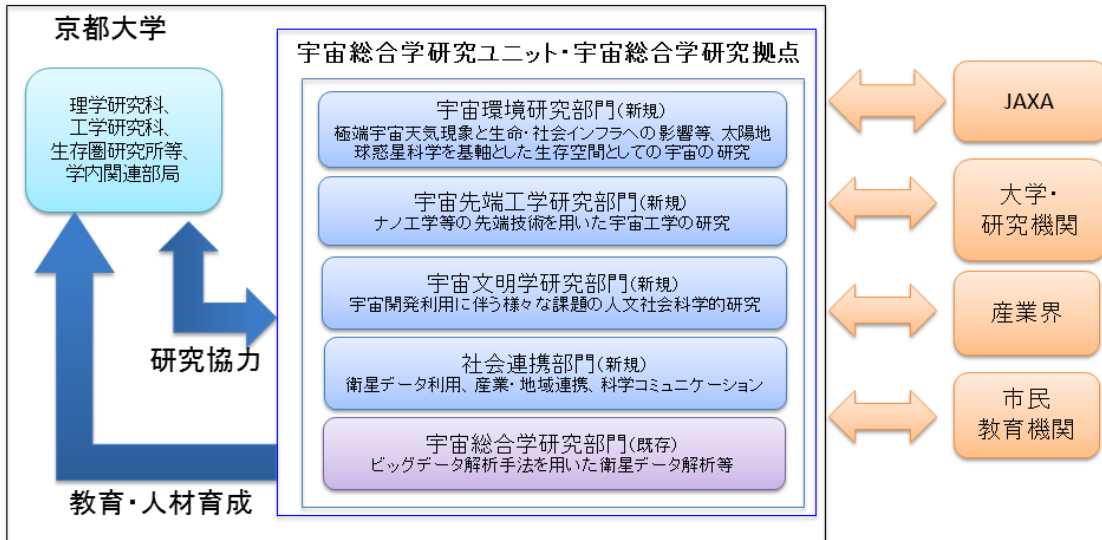 京都大学
理学研究科、
工学研究科、
生存圏研究所等、
学内関連部局
研究協力
教育・人材育成
宇宙総合学研究ユニット・宇宙総合学研究拠点
宇宙環境研究部門(新規)
極端宇宙天気現象と生命・社会インフラへの影響等、太陽地
球惑星科学を基軸とした生存空間としての宇宙の研究
宇宙先端工学研究部門(新規)
ナノ工学等の先端技術を用いた宇宙工学の研究
宇宙文明学研究部門(新規)
宇宙開発利用に伴う様々な課題の人文社会科学的研究
社会連携部門(新規)
衛星データ利用、産業・地域連携、科学コミュニケーション
宇宙総合学研究部門(既存)
ビッグデータ解析手法を用いた衛星データ解析等
JAXA
大学・
研究機関
産業界
市民
教育機関